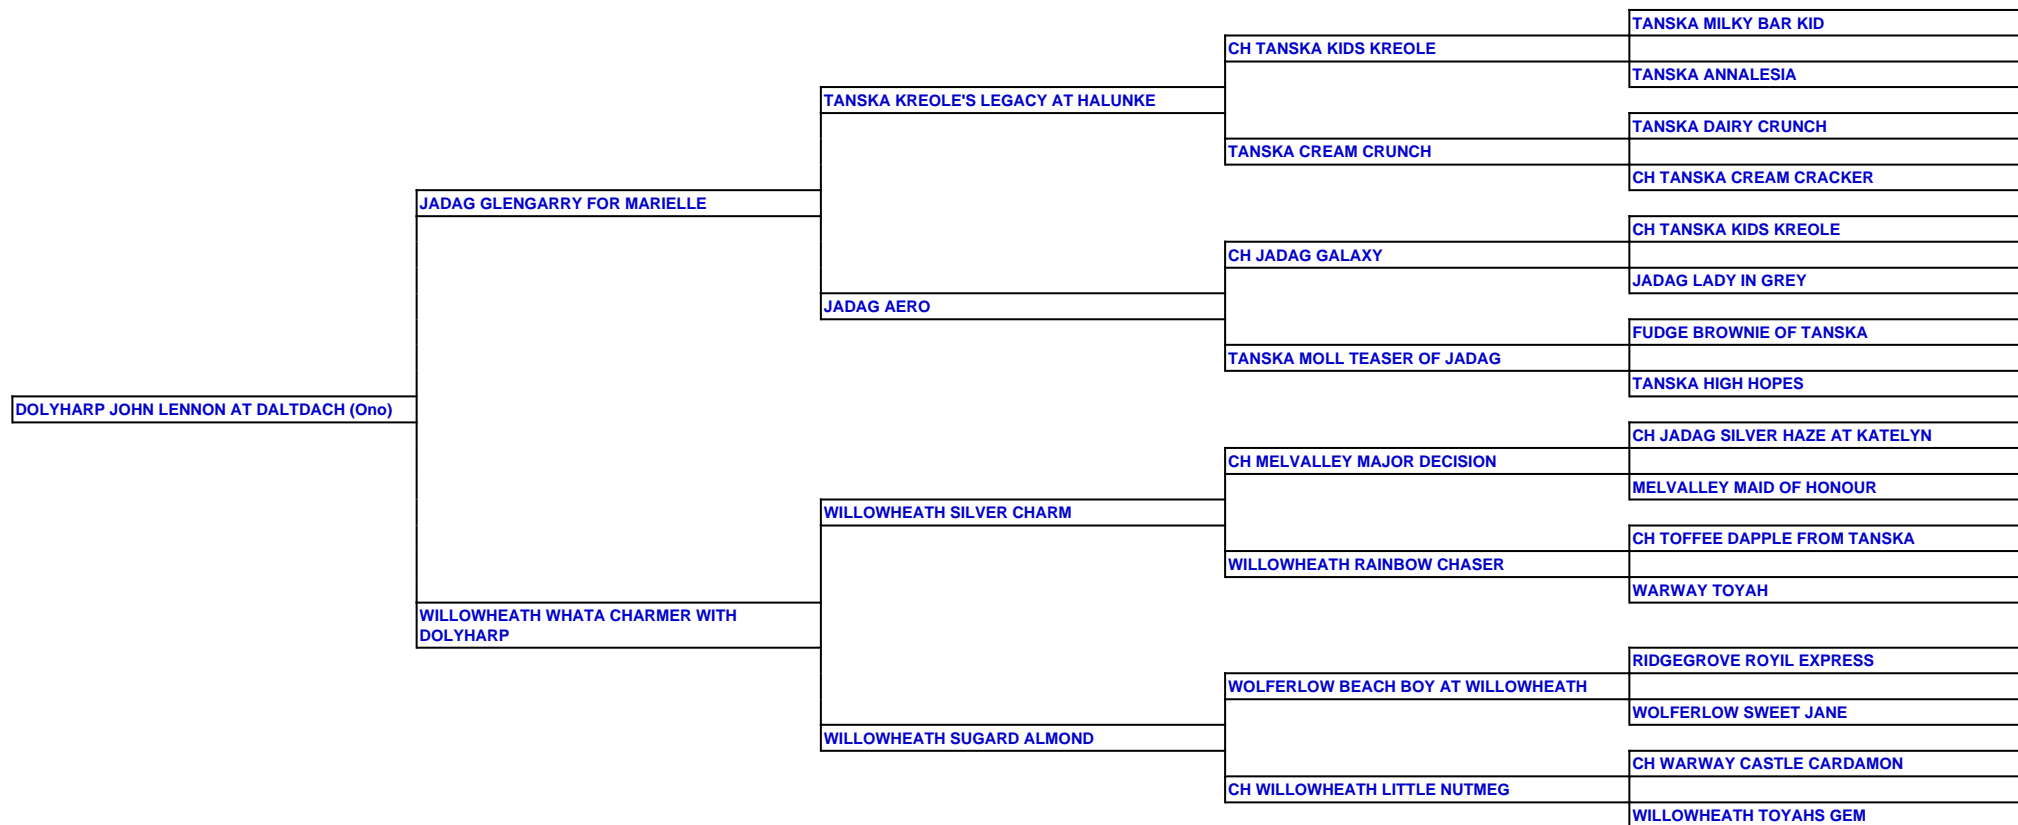 TANSKA MILKY BAR KID
CH TANSKA KIDS KREOLE
TANSKA ANNALESIA
TANSKA KREOLE'S LEGACY AT HALUNKE
TANSKA DAIRY CRUNCH
TANSKA CREAM CRUNCH
CH TANSKA CREAM CRACKER
JADAG GLENGARRY FOR MARIELLE
CH TANSKA KIDS KREOLE
CH JADAG GALAXY
JADAG LADY IN GREY
JADAG AERO
FUDGE BROWNIE OF TANSKA
TANSKA MOLL TEASER OF JADAG
TANSKA HIGH HOPES
DOLYHARP JOHN LENNON AT DALTDACH (Ono)
CH JADAG SILVER HAZE AT KATELYN
CH MELVALLEY MAJOR DECISION
MELVALLEY MAID OF HONOUR
WILLOWHEATH SILVER CHARM
CH TOFFEE DAPPLE FROM TANSKA
WILLOWHEATH RAINBOW CHASER
WARWAY TOYAH
WILLOWHEATH WHATA CHARMER WITH
DOLYHARP
RIDGEGROVE ROYIL EXPRESS
WOLFERLOW BEACH BOY AT WILLOWHEATH
WOLFERLOW SWEET JANE
WILLOWHEATH SUGARD ALMOND
CH WARWAY CASTLE CARDAMON
CH WILLOWHEATH LITTLE NUTMEG
WILLOWHEATH TOYAHS GEM